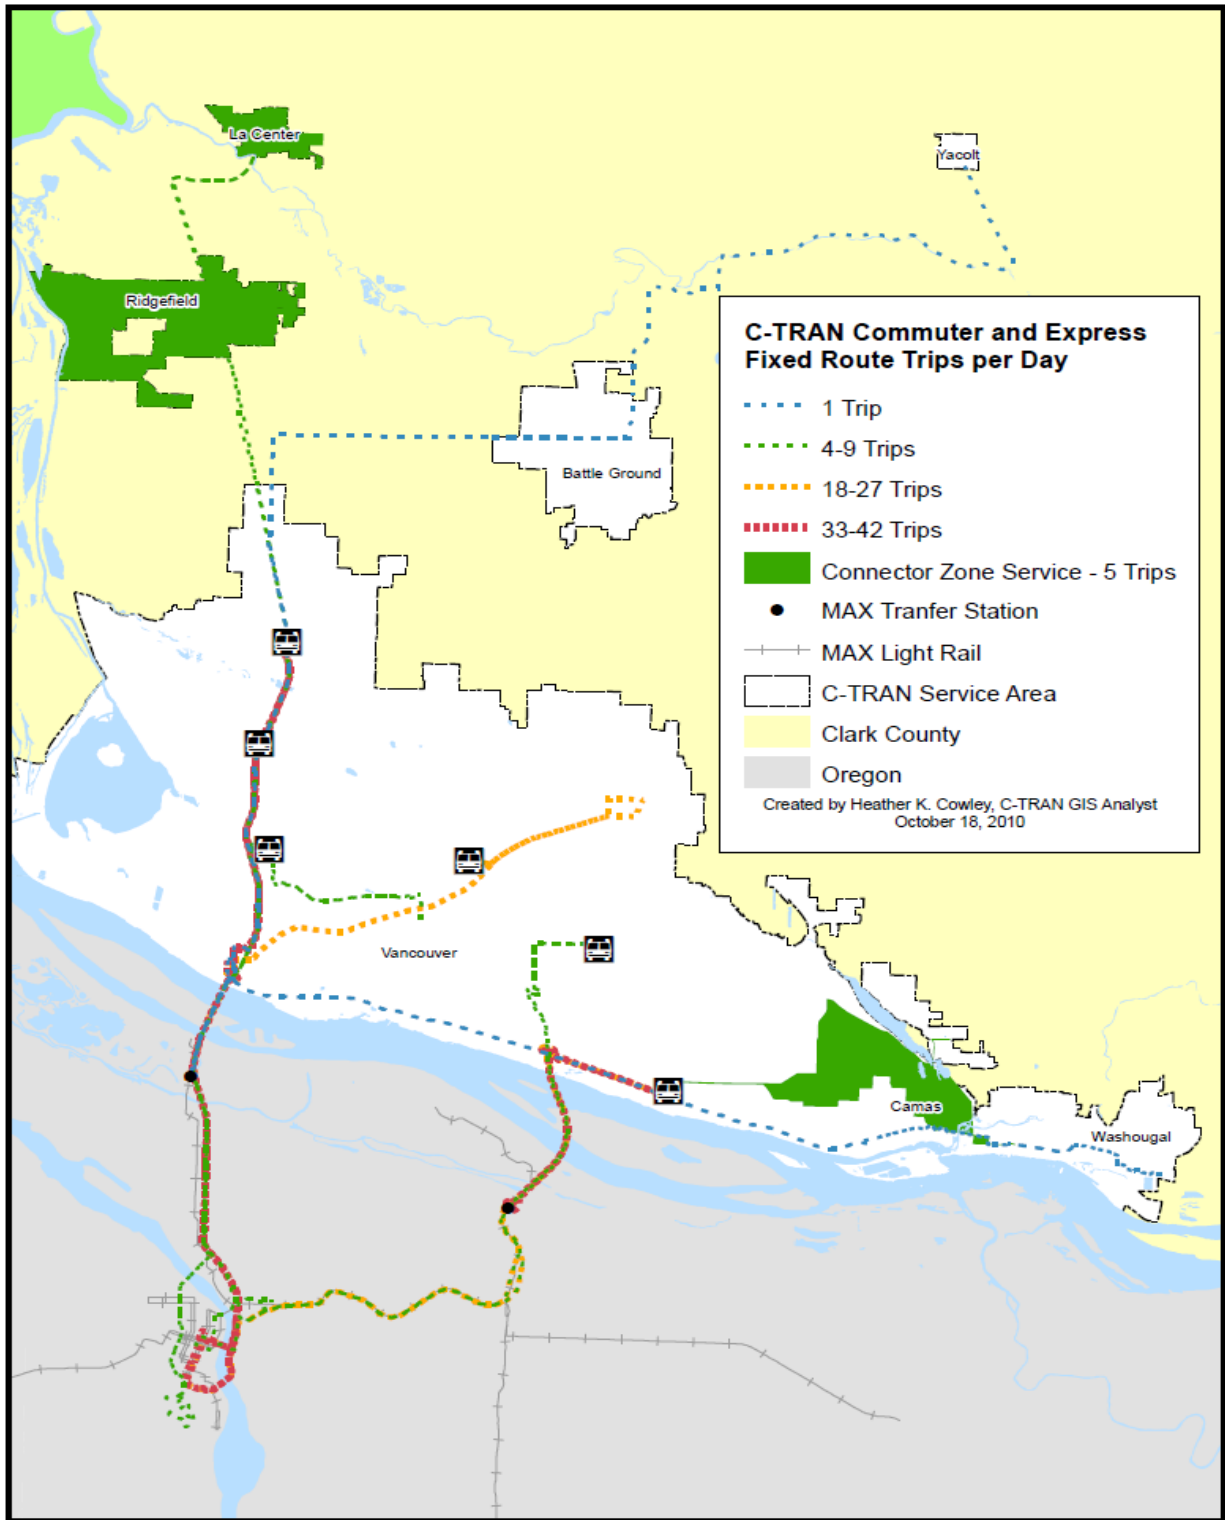 La Center
Yacolt
Ridgefield
C-TRAN Commuter and Express
Fixed Route Trips per Day
1 Trip
4-9 Trips
18-27 Trips
33-42 Trips
Connector Zone Service - 5 Trips
MAX Tranfer Station
MAX Light Rail
C-TRAN Service Area
Clark County
Oregon
Created by Heather K. Cowley, C-TRAN GIS Analyst
October 18, 2010
Battle Ground
Vancouver
Camas
Washougal